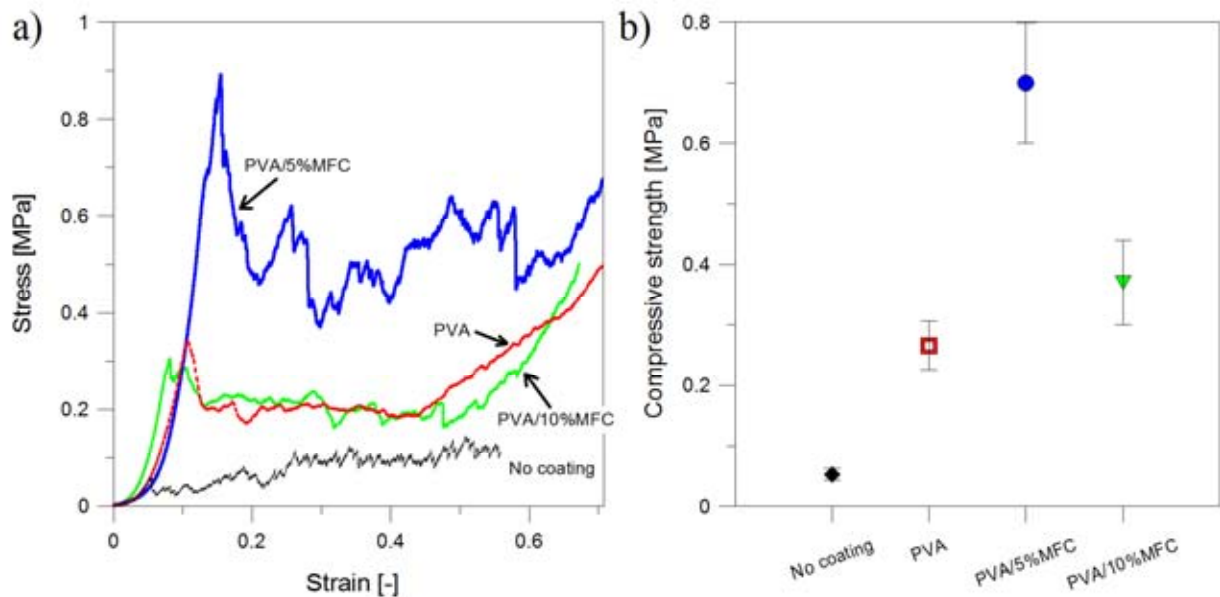 a)
1
0.8
0.6
0.4
0.2
0
Stress [MPa]
PVA/5%MFC
PVA
PVA/10%MFC
No coating
0
0.2
0.4
0.6
Strain [-]
b)
0.8
0.6
0.4
0.2
0
Compressive strength [MPa]
No coating
PVA
PVA/5%MFC
PVA/10%MFC